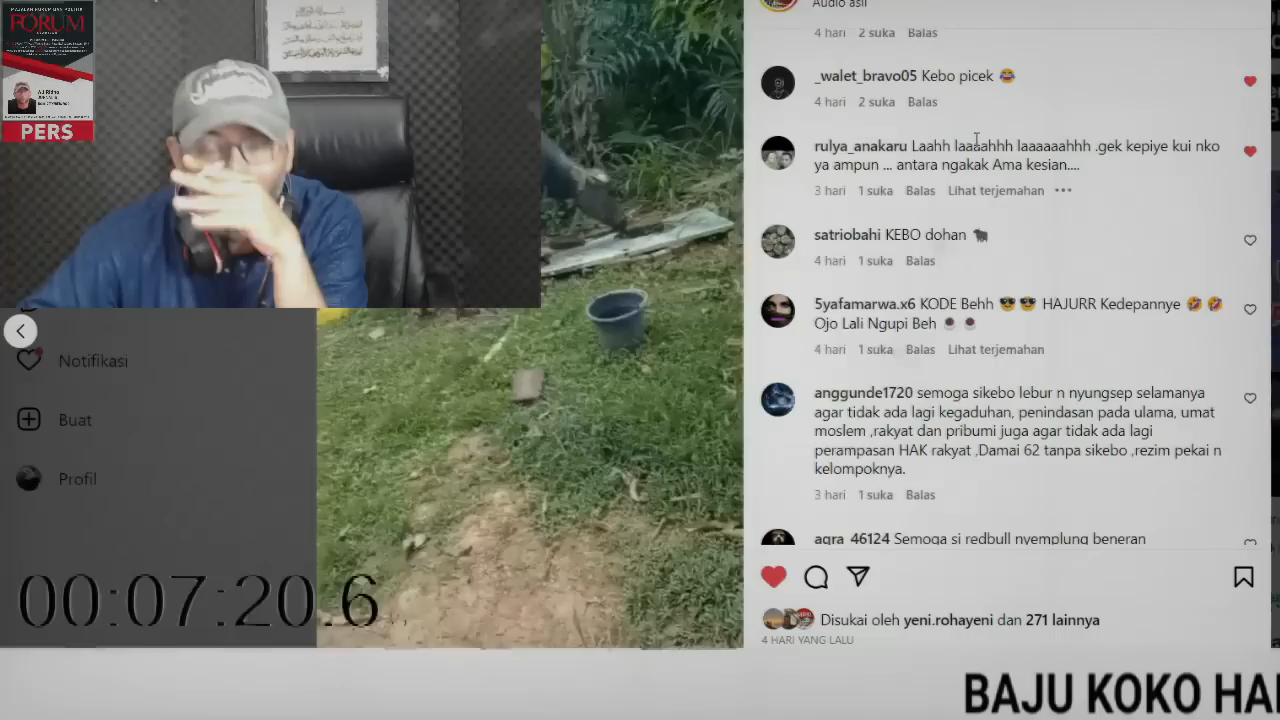 MAJALAH FORUM DAN POLITIK
FORUM
Ali Ridho
PERS
Audio asli
4 hari 2 suka Balas
_walet_bravo05 Kebo picek 😂
4 hari 2 suka Balas
rulya_anakaru Laahh laaaahhh laaaaaahhh .gek kepiye kui nko
ya ampun ... antara ngakak Ama kesian....
3 hari 1 suka Balas Lihat terjemahan •••
satriobahi KEBO dohan 🐃
4 hari 1 suka Balas
5yafamarwa.x6 KODE Behh 😎😎 HAJURR Kedepannye 🤣🤣
Ojo Lali Ngupi Beh
4 hari 1 suka Balas Lihat terjemahan
anggunde1720 semoga sikebo lebur n nyungsep selamanya
agar tidak ada lagi kegaduhan, penindasan pada ulama, umat
moslem ,rakyat dan pribumi juga agar tidak ada lagi
perampasan HAK rakyat ,Damai 62 tanpa sikebo ,rezim pekai n
kelompoknya.
3 hari 1 suka Balas
agra_46124 Semoga si redbull nyemplung beneran
Notifikasi
Buat
Profil
00:07:20.6
Disukai oleh yeni.rohayeni dan 271 lainnya
4 HARI YANG LALU
BAJU KOKO HA